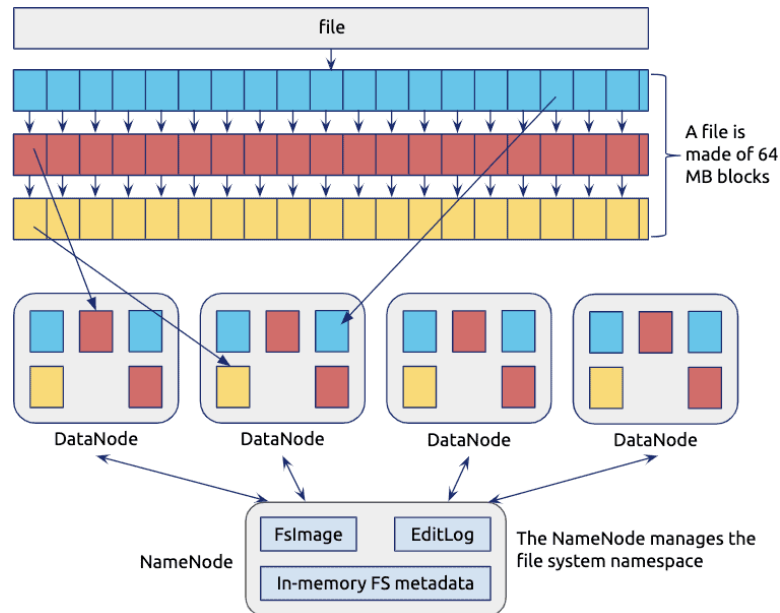 file
A file is
made of 64
MB blocks
DataNode
DataNode
DataNode
DataNode
NameNode
FsImage
EditLog
In-memory FS metadata
The NameNode manages the
file system namespace